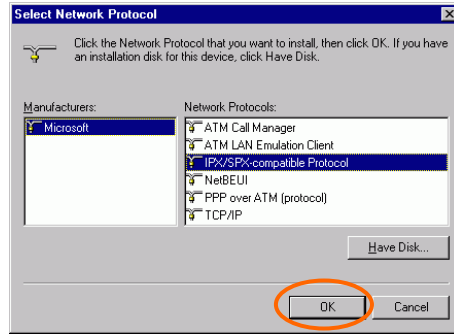 Select Network Protocol
Click the Network Protocol that you want to install, then click OK. If you have
an installation disk for this device, click Have Disk.
Manufacturers:
Microsoft
Network Protocols:
ATM Call Manager
ATM LAN Emulation Client
IPX/SPX-compatible Protocol
NetBEUI
PPP over ATM (protocol)
TCP/IP
Have Disk...
OK
Cancel